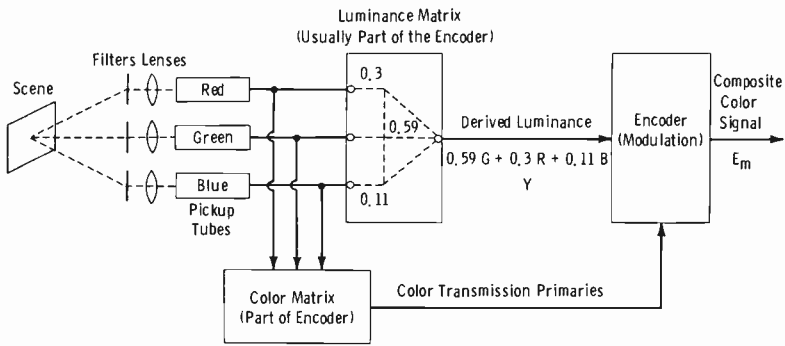 Luminance Matrix
(Usually Part of the Encoder)
Filters Lenses
Scene
Red
Green
Blue
Pickup
Tubes
0.3
0.59
0.11
Derived Luminance
0.59 G + 0.3 R + 0.11 B
Y
Encoder
(Modulation)
Composite
Color
Signal
Em
Color Matrix
(Part of Encoder)
Color Transmission Primaries